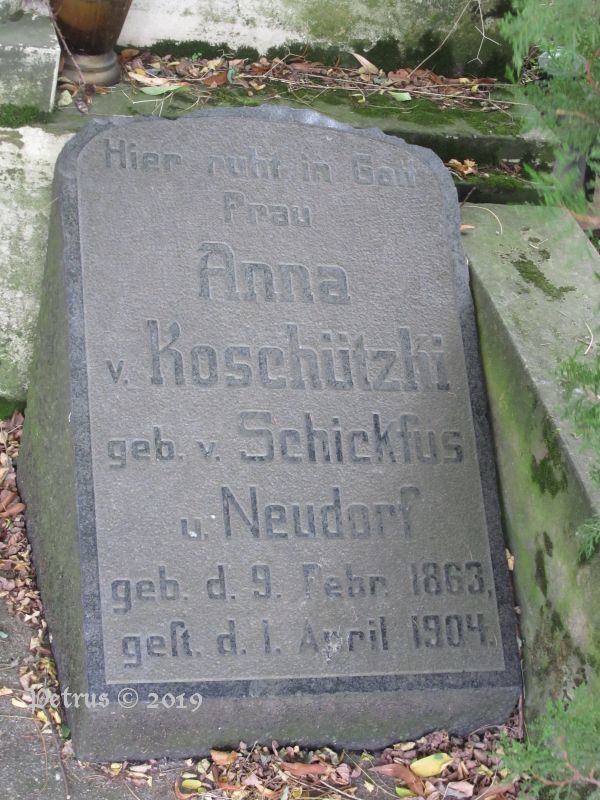 Hier ruht in Gott
Frau
Anna
v. Koschützki
geb. v. Schickfus
u. Neudorf
geb. d. 9. Febr. 1863,
gest. d. 1. April 1904.
Petrus © 2019